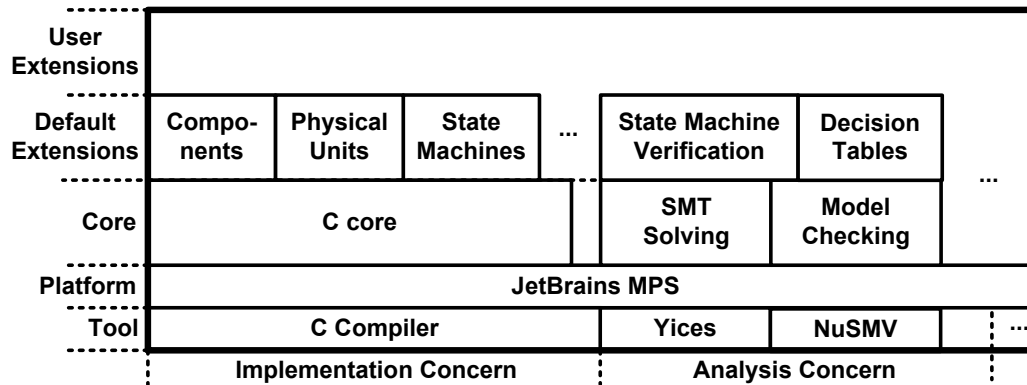 User
Extensions
Default
Extensions
Compo-
nents
Physical
Units
State
Machines
...
State Machine
Verification
Decision
Tables
...
Core
C core
SMT
Solving
Model
Checking
Platform
JetBrains MPS
Tool
C Compiler
Yices
NuSMV
...
Implementation Concern
Analysis Concern